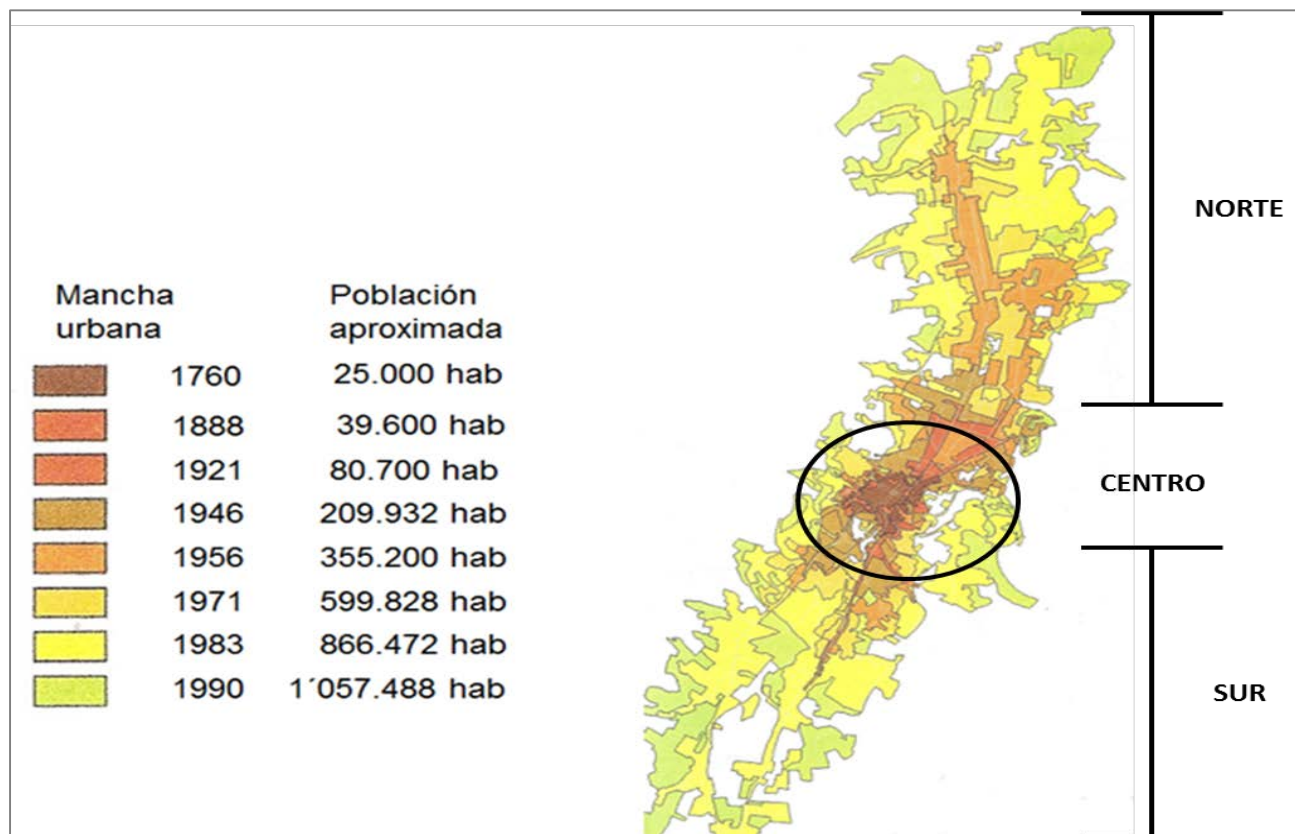 Mancha urbana
Población aproximada
1760 25.000 hab
1888 39.600 hab
1921 80.700 hab
1946 209.932 hab
1956 355.200 hab
1971 599.828 hab
1983 866.472 hab
1990 1´057.488 hab
NORTE
CENTRO
SUR